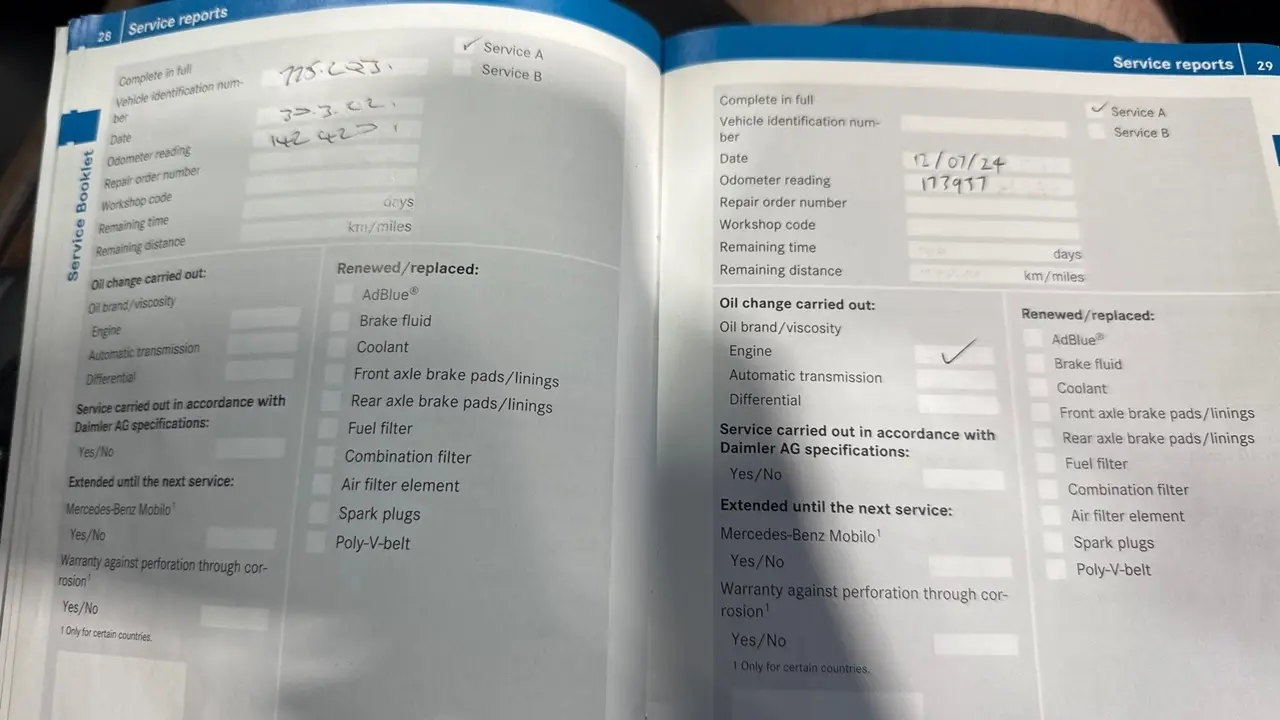 28 Service reports
Service A
Service B
Complete in full
Vehicle identification num-
ber
Date
Odometer reading
Repair order number
Workshop code
Remaining time days
Remaining distance km/miles
Oil change carried out:
Oil brand/viscosity
Engine
Automatic transmission
Differential
Service carried out in accordance with
Daimler AG specifications:
Yes/No
Extended until the next service:
Mercedes-Benz Mobilo¹
Yes/No
Warranty against perforation through cor-
rosion¹
Yes/No
1 Only for certain countries.
Renewed/replaced:
AdBlue®
Brake fluid
Coolant
Front axle brake pads/linings
Rear axle brake pads/linings
Fuel filter
Combination filter
Air filter element
Spark plugs
Poly-V-belt
Service Booklet
Service reports 29
Complete in full
Service A
Service B
Vehicle identification num-
ber
Date 12/07/24
Odometer reading 173937
Repair order number
Workshop code
Remaining time days
Remaining distance km/miles
Oil change carried out:
Oil brand/viscosity
Engine ✓
Automatic transmission
Differential
Service carried out in accordance with
Daimler AG specifications:
Yes/No
Extended until the next service:
Mercedes-Benz Mobilo¹
Yes/No
Warranty against perforation through cor-
rosion¹
Yes/No
1 Only for certain countries.
Renewed/replaced:
AdBlue®
Brake fluid
Coolant
Front axle brake pads/linings
Rear axle brake pads/linings
Fuel filter
Combination filter
Air filter element
Spark plugs
Poly-V-belt